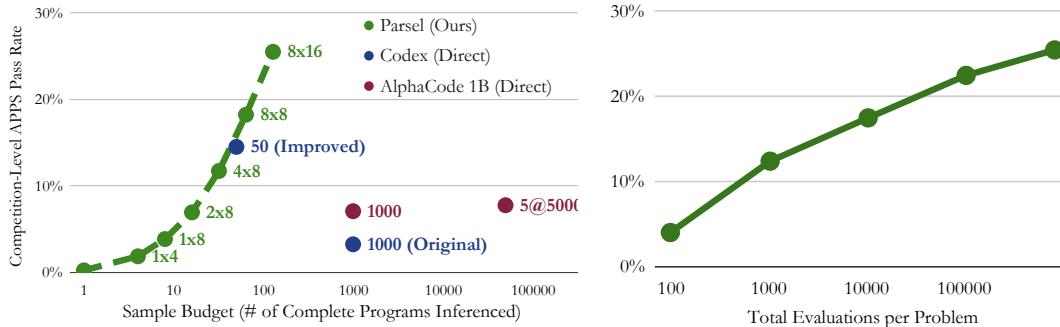 30%
20%
10%
0%
Competition-Level APPS Pass Rate
Parsel (Ours)
Codex (Direct)
AlphaCode 1B (Direct)
8x16
8x8
50 (Improved)
4x8
2x8
1x8
1x4
1000
1000 (Original)
5@5000
1 10 100 1000 10000 100000
Sample Budget (# of Complete Programs Inferenced)
30%
20%
10%
0%
100 1000 10000 100000
Total Evaluations per Problem